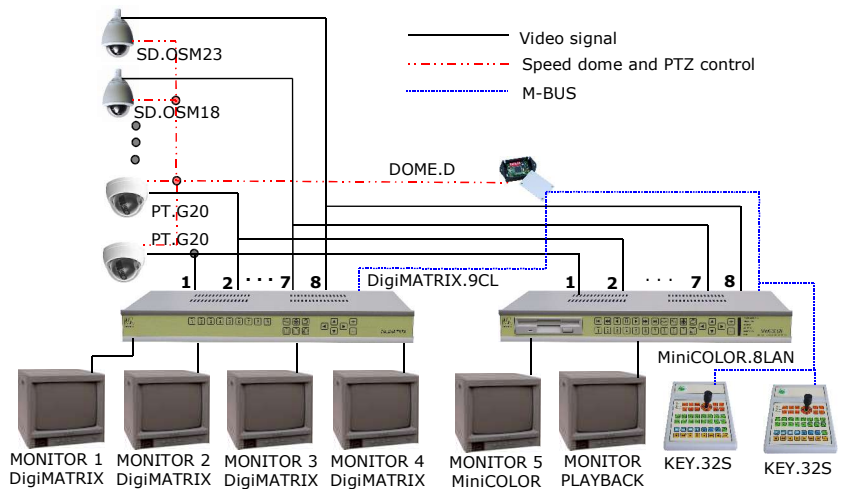 SD.OSM23
Video signal
Speed dome and PTZ control
M-BUS
SD.OSM18
DOME.D
PT.G20
PT.G20
1 2 · · · 7 8
DigiMATRIX.9CL
1 2 · · · 7 8
MiniCOLOR.8LAN
MONITOR 1
DigiMATRIX
MONITOR 2
DigiMATRIX
MONITOR 3
DigiMATRIX
MONITOR 4
DigiMATRIX
MONITOR 5
MiniCOLOR
MONITOR
PLAYBACK
KEY.32S
KEY.32S